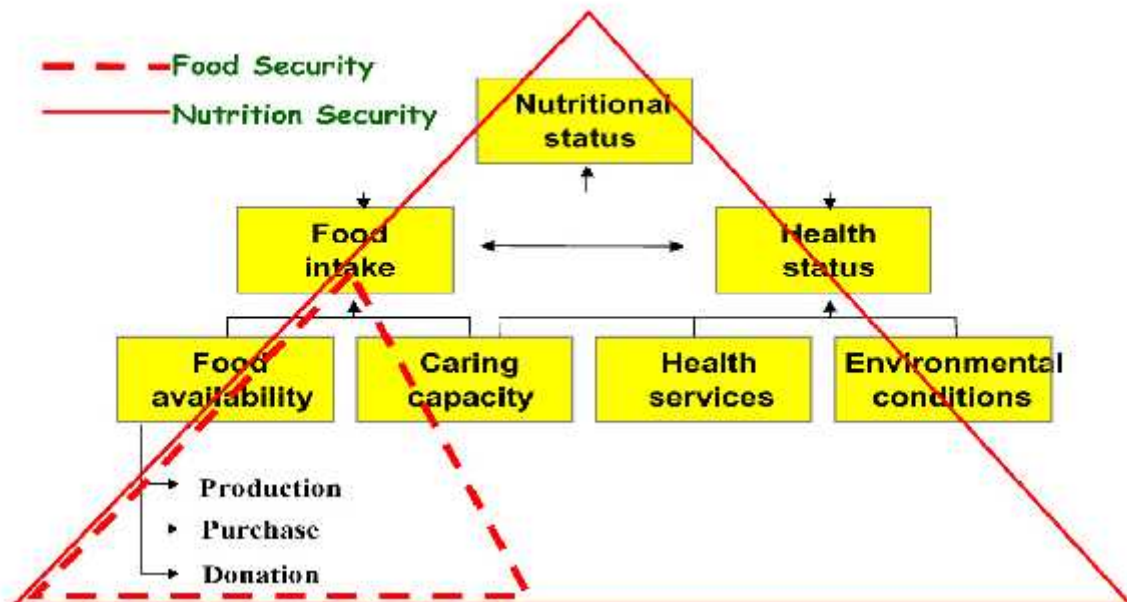 Food Security
Nutrition Security
Nutritional
status
Food
intake
Health
status
Food
availability
Caring
capacity
Health
services
Environmental
conditions
Production
Purchase
Donation